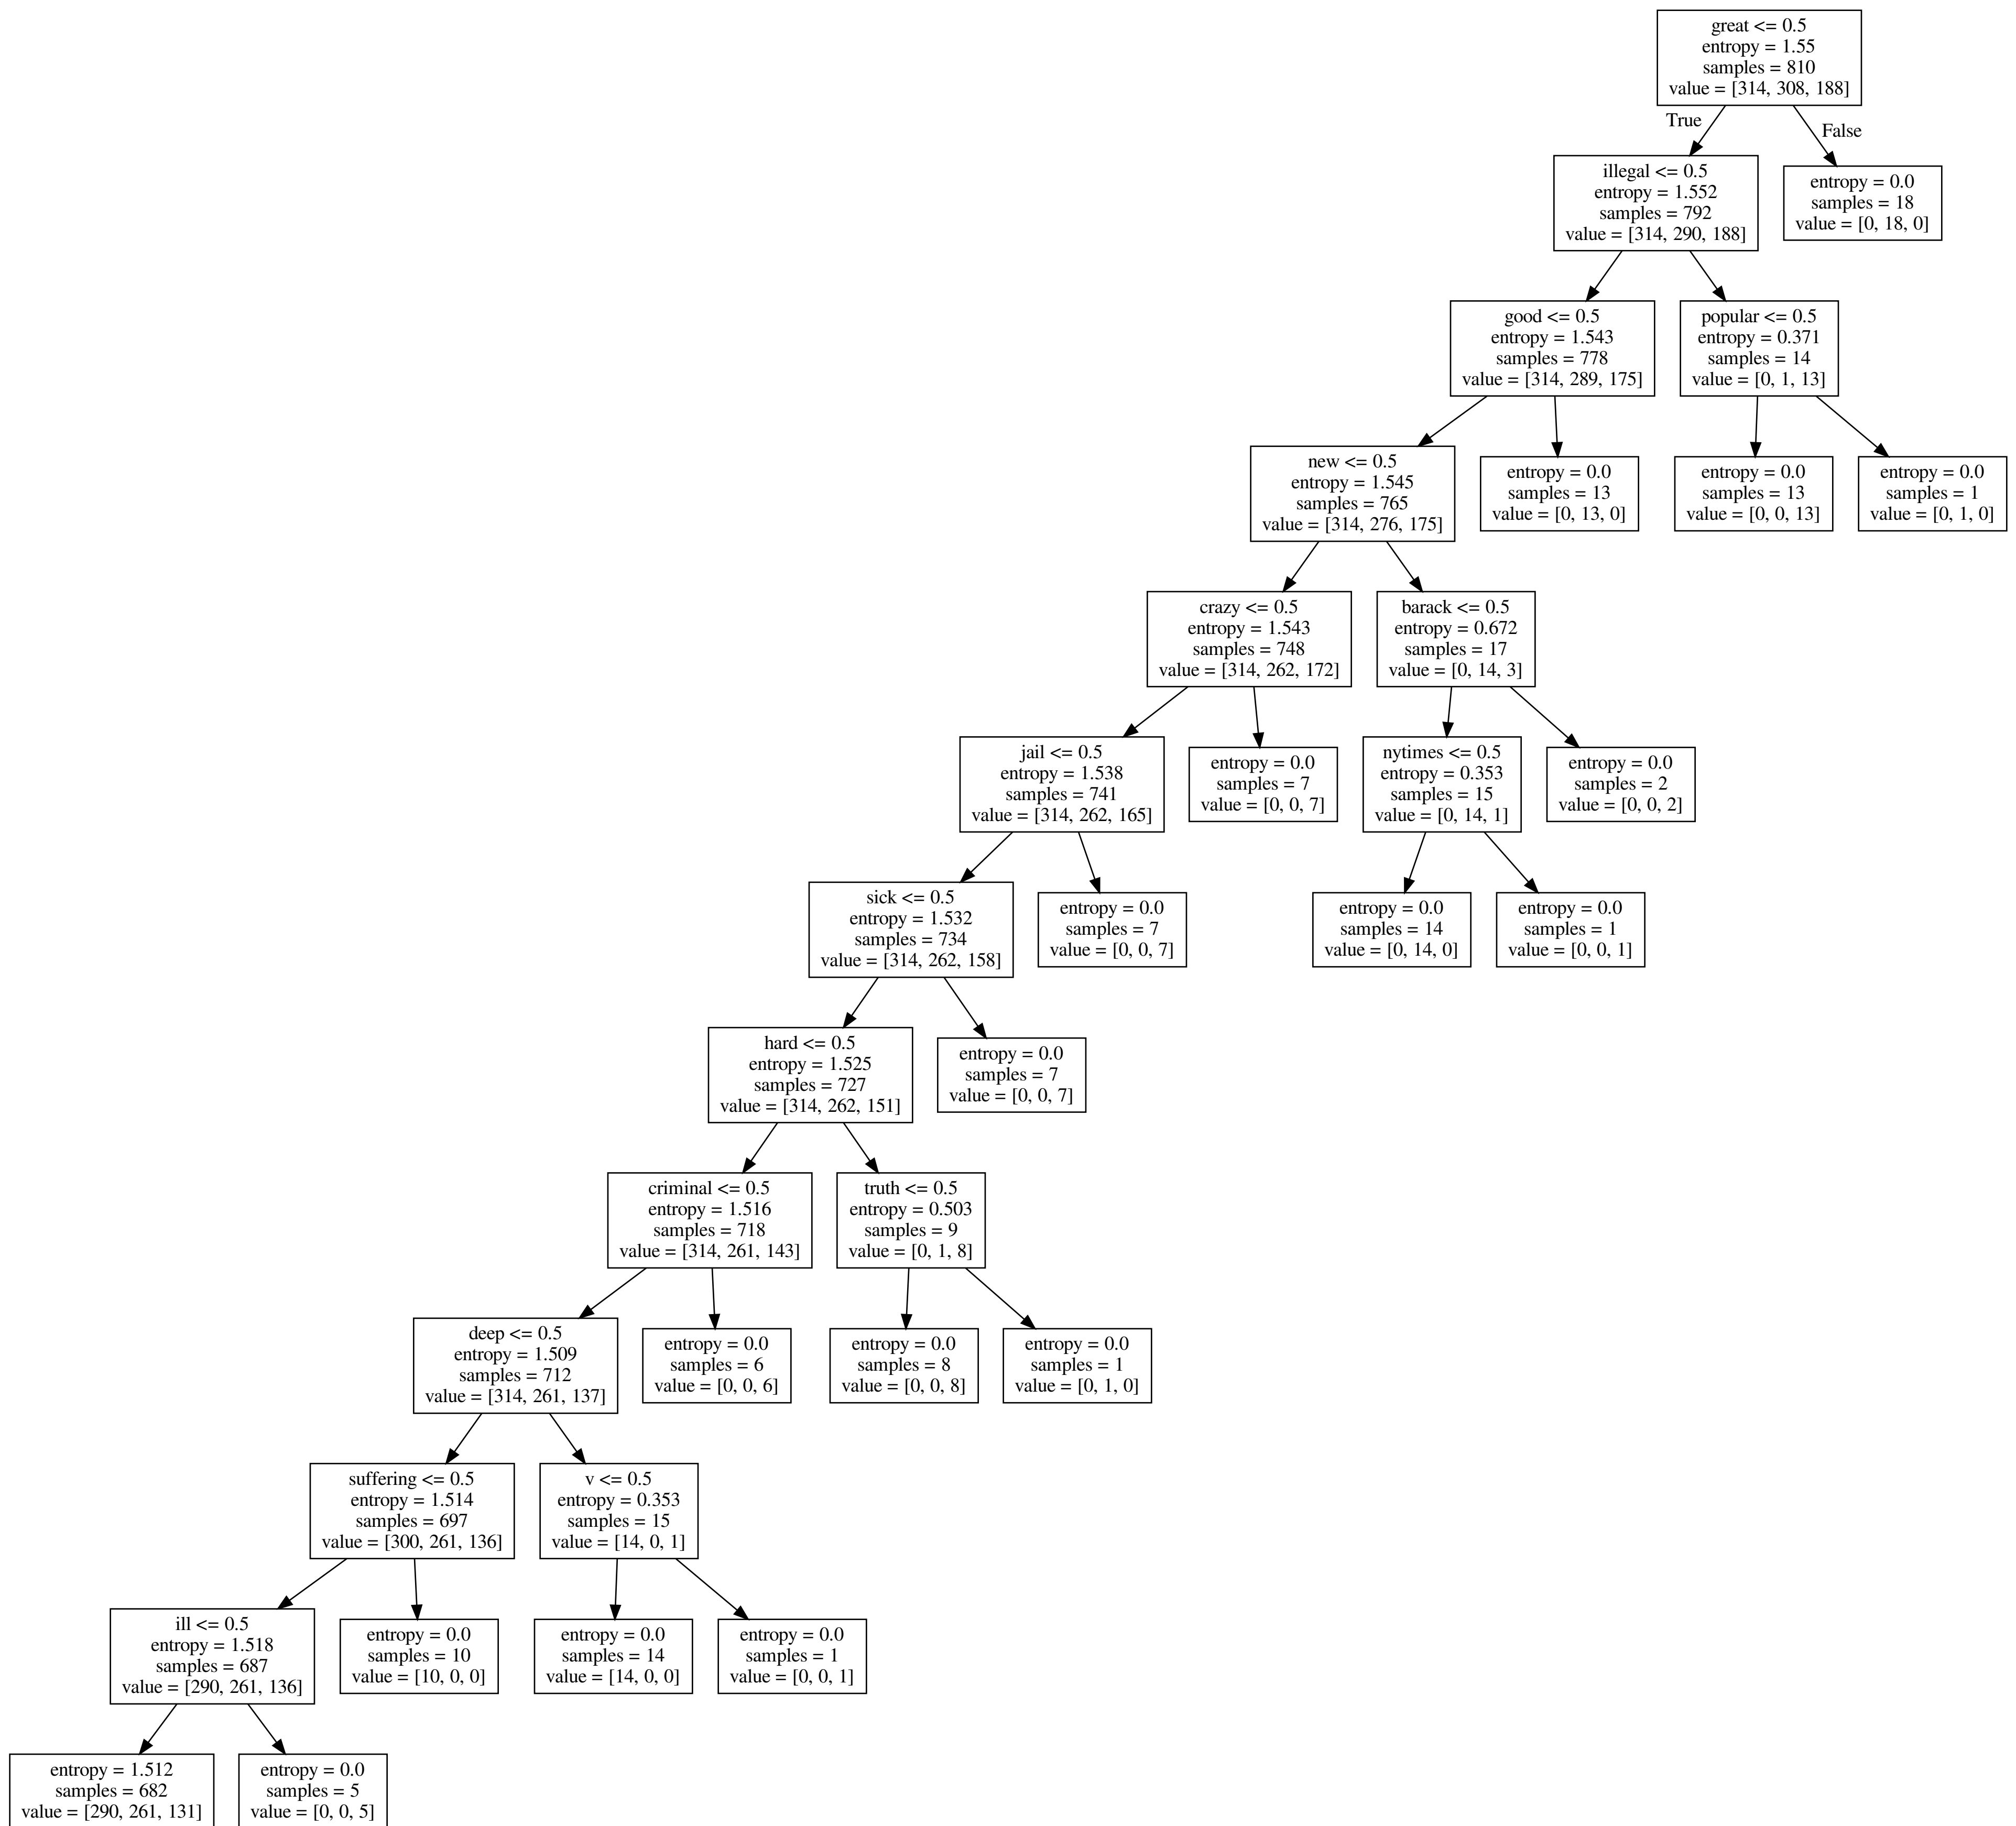 great <= 0.5
entropy = 1.55
samples = 810
value = [314, 308, 188]
True
False
illegal <= 0.5
entropy = 1.552
samples = 792
value = [314, 290, 188]
entropy = 0.0
samples = 18
value = [0, 18, 0]
good <= 0.5
entropy = 1.543
samples = 778
value = [314, 289, 175]
popular <= 0.5
entropy = 0.371
samples = 14
value = [0, 1, 13]
new <= 0.5
entropy = 1.545
samples = 765
value = [314, 276, 175]
entropy = 0.0
samples = 13
value = [0, 13, 0]
entropy = 0.0
samples = 13
value = [0, 0, 13]
entropy = 0.0
samples = 1
value = [0, 1, 0]
crazy <= 0.5
entropy = 1.543
samples = 748
value = [314, 262, 172]
barack <= 0.5
entropy = 0.672
samples = 17
value = [0, 14, 3]
jail <= 0.5
entropy = 1.538
samples = 741
value = [314, 262, 165]
entropy = 0.0
samples = 7
value = [0, 0, 7]
nytimes <= 0.5
entropy = 0.353
samples = 15
value = [0, 14, 1]
entropy = 0.0
samples = 2
value = [0, 0, 2]
sick <= 0.5
entropy = 1.532
samples = 734
value = [314, 262, 158]
entropy = 0.0
samples = 7
value = [0, 0, 7]
entropy = 0.0
samples = 14
value = [0, 14, 0]
entropy = 0.0
samples = 1
value = [0, 0, 1]
hard <= 0.5
entropy = 1.525
samples = 727
value = [314, 262, 151]
entropy = 0.0
samples = 7
value = [0, 0, 7]
criminal <= 0.5
entropy = 1.516
samples = 718
value = [314, 261, 143]
truth <= 0.5
entropy = 0.503
samples = 9
value = [0, 1, 8]
deep <= 0.5
entropy = 1.509
samples = 712
value = [314, 261, 137]
entropy = 0.0
samples = 6
value = [0, 0, 6]
entropy = 0.0
samples = 8
value = [0, 0, 8]
entropy = 0.0
samples = 1
value = [0, 1, 0]
suffering <= 0.5
entropy = 1.514
samples = 697
value = [300, 261, 136]
v <= 0.5
entropy = 0.353
samples = 15
value = [14, 0, 1]
ill <= 0.5
entropy = 1.518
samples = 687
value = [290, 261, 136]
entropy = 0.0
samples = 10
value = [10, 0, 0]
entropy = 0.0
samples = 14
value = [14, 0, 0]
entropy = 0.0
samples = 1
value = [0, 0, 1]
entropy = 1.512
samples = 682
value = [290, 261, 131]
entropy = 0.0
samples = 5
value = [0, 0, 5]